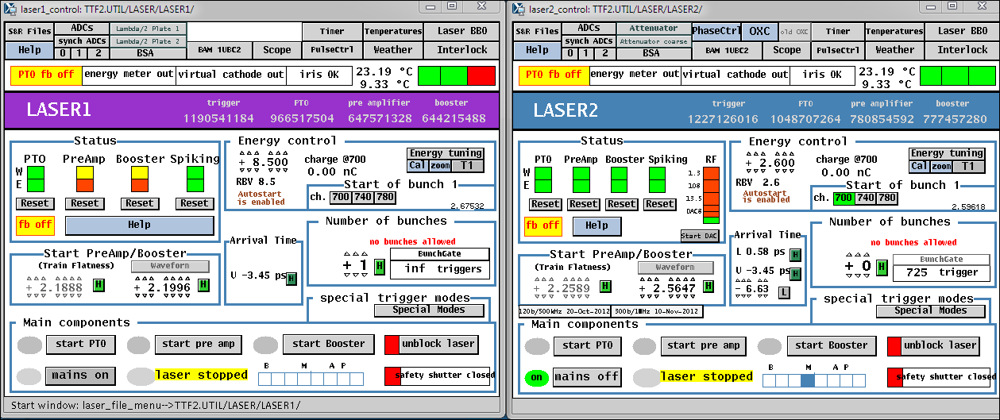 laser1_control: TTF2.UTIL/LASER/LASER1/
S&R Files
ADCs
Lambda/2 Plate 1
Timer
Temperatures
Laser BB0
synch ADCs
Lambda/2 Plate 2
Help
0 1 2
BSA
BAM 1UBC2
Scope
PulseCtrl
Weather
Interlock
PTO fb off
energy meter out
virtual cathode out
iris OK
23.19 °C
9.33 °C
LASER1
trigger PTO pre amplifier booster
1190541184 966517504 647571328 644215488
Status
PTO PreAmp Booster Spiking
W
E
Reset Reset Reset Reset
fb off
Help
Energy control
+ 8.500
RBV 8.5
Autostart
is enabled
charge @700
0.00 nC
Energy tuning
Cal zoom T1
Start of bunch 1
ch. 700 740 780
2.67532
Arrival Time
U -3.45 ps H
Number of bunches
no bunches allowed
+ 1 H
BunchGate
inf triggers
Start PreAmp/Booster
(Train Flatness)
Waveform
+ 2.1888 H
+ 2.1996 H
special trigger modes
Special Modes
Main components
start PTO
start pre amp
start Booster
unblock laser
mains on
laser stopped
B M A P
safety shutter closed
Start window: laser_file_menu-->TTF2.UTIL/LASER/LASER1/
laser2_control: TTF2.UTIL/LASER/LASER2/
S&R Files
ADCs
Attenuator
PhaseCtrl
OXC
old OXC
Timer
Temperatures
Laser BB0
synch ADCs
Attenuator coarse
Help
0 1 2
BSA
BAM 1UBC2
Scope
PulseCtrl
Weather
Interlock
PTO fb off
energy meter out
virtual cathode out
iris OK
23.19 °C
9.33 °C
LASER2
trigger PTO pre amplifier booster
1227126016 1048707264 780854592 777457280
Status
PTO PreAmp Booster Spiking RF
W
E
1.3
108
13.5
DAC8
Reset Reset Reset Reset
fb off
Help
Start DAC
Energy control
+ 2.600
RBV 2.6
Autostart
is enabled
charge @700
0.00 nC
Energy tuning
Cal zoom T1
Start of bunch 1
ch. 700 740 780
2.59618
Arrival Time
L 0.58 ps H
U -3.45 ps H
- 6.63 L
Number of bunches
no bunches allowed
+ 0 H
BunchGate
725 trigger
Start PreAmp/Booster
(Train Flatness)
Waveform
+ 2.2589 H
+ 2.5647 H
120b/500kHz 20-Oct-2012
300b/1MHz 10-Nov-2012
special trigger modes
Special Modes
Main components
start PTO
start pre amp
start Booster
unblock laser
on
mains off
laser stopped
B M A P
safety shutter closed